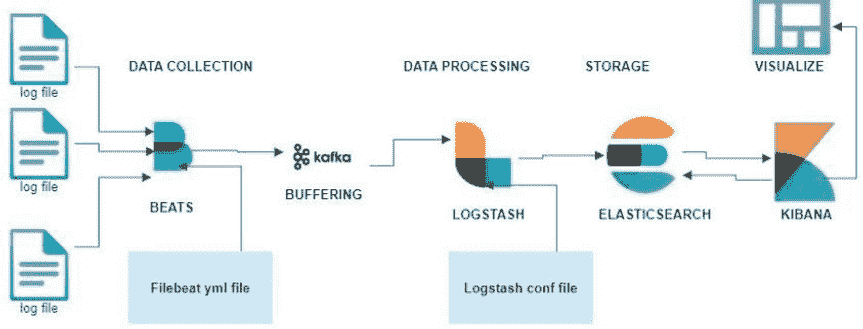 log file
log file
log file
DATA COLLECTION
BEATS
Filebeat yml file
kafka
BUFFERING
DATA PROCESSING
LOGSTASH
Logstash conf file
STORAGE
ELASTICSEARCH
VISUALIZE
KIBANA